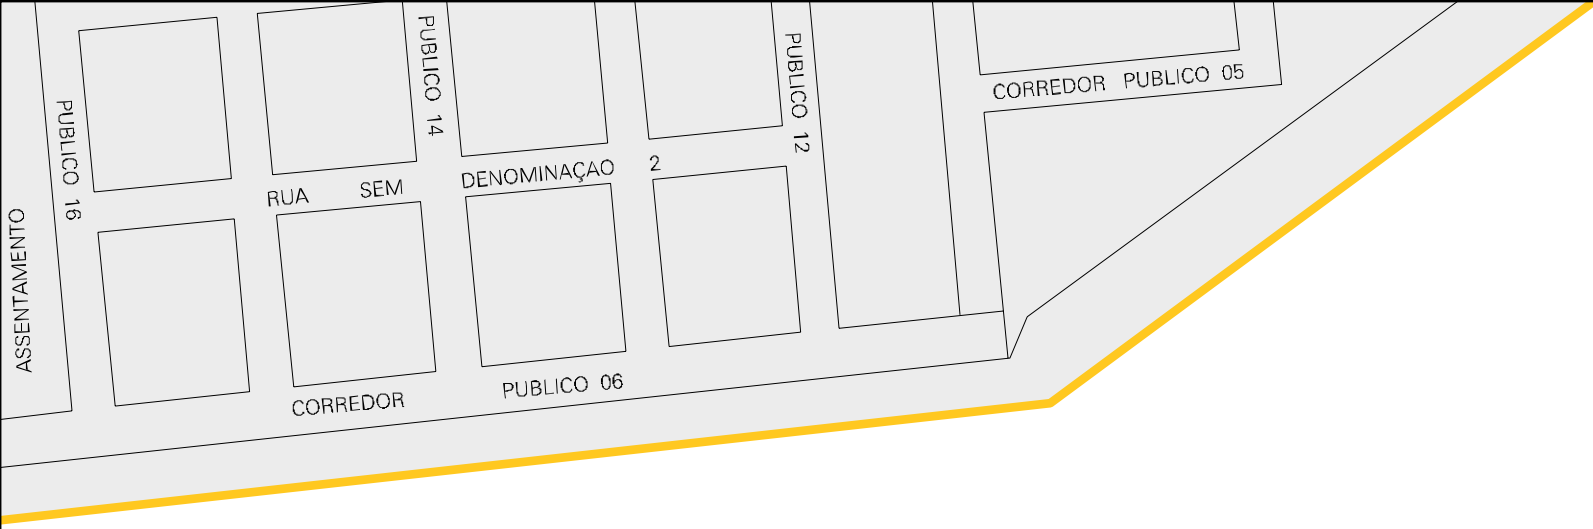 PUBLICO 14
PUBLICO 12
CORREDOR PUBLICO 05
PUBLICO 16
RUA SEM DENOMINAÇAO 2
ASSENTAMENTO
CORREDOR PUBLICO 06